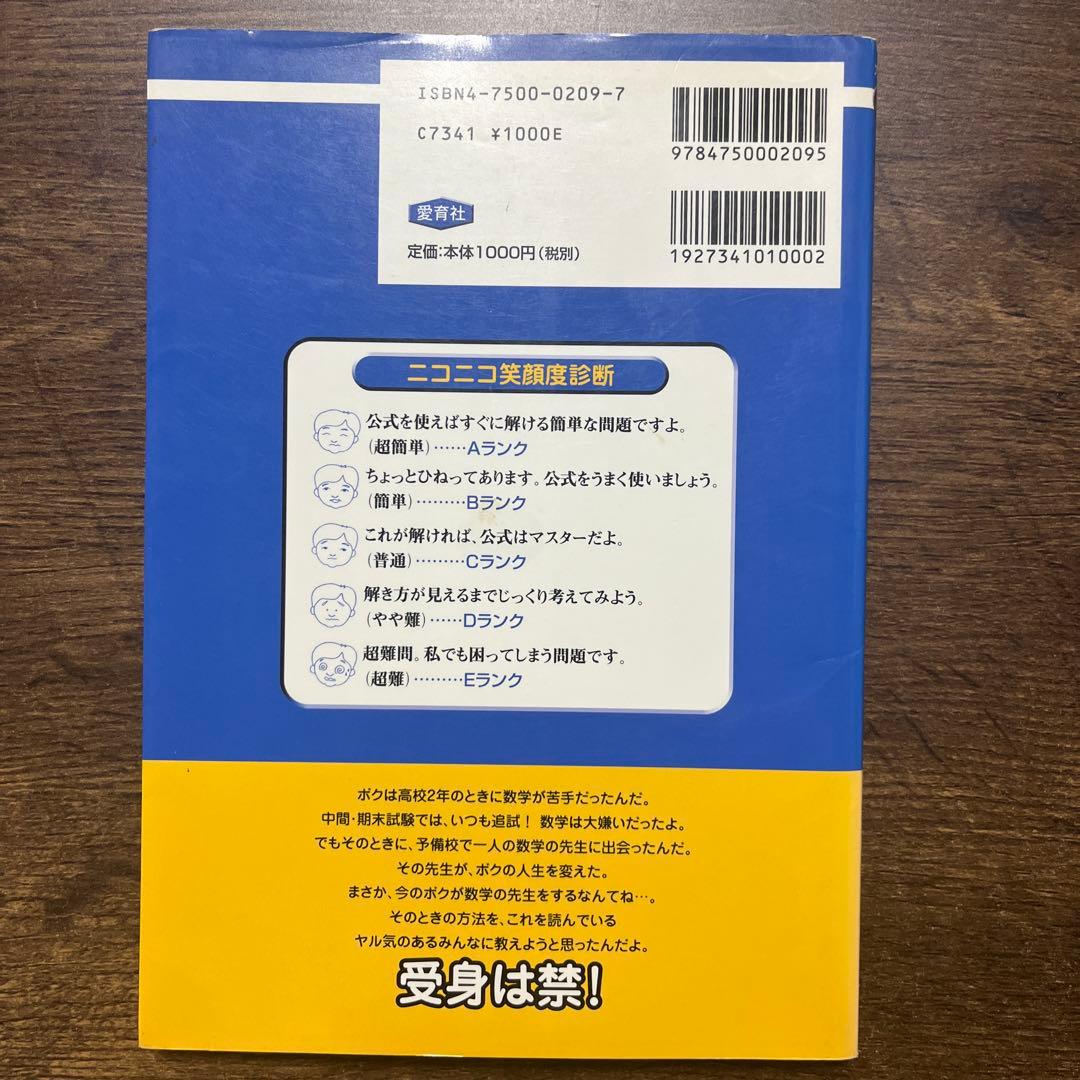 ISBN4-7500-0209-7
C7341 ¥1000E
9784750002095
愛育社
定価:本体1000円(税別)
1927341010002
ニコニコ笑顔度診断
公式を使えばすぐに解ける簡単な問題ですよ。
(超簡単)……Aランク
ちょっとひねってあります。公式をうまく使いましょう。
(簡単)………Bランク
これが解ければ、公式はマスターだよ。
(普通)………Cランク
解き方が見えるまでじっくり考えてみよう。
(やや難)……Dランク
超難問。私でも困ってしまう問題です。
(超難)………Eランク
ボクは高校2年のときに数学が苦手だったんだ。
中間・期末試験では、いつも追試! 数学は大嫌いだったよ。
でもそのときに、予備校で一人の数学の先生に出会ったんだ。
その先生が、ボクの人生を変えた。
まさか、今のボクが数学の先生をするなんてね…。
そのときの方法を、これを読んでいる
ヤル気のあるみんなに教えようと思ったんだよ。
受身は禁!